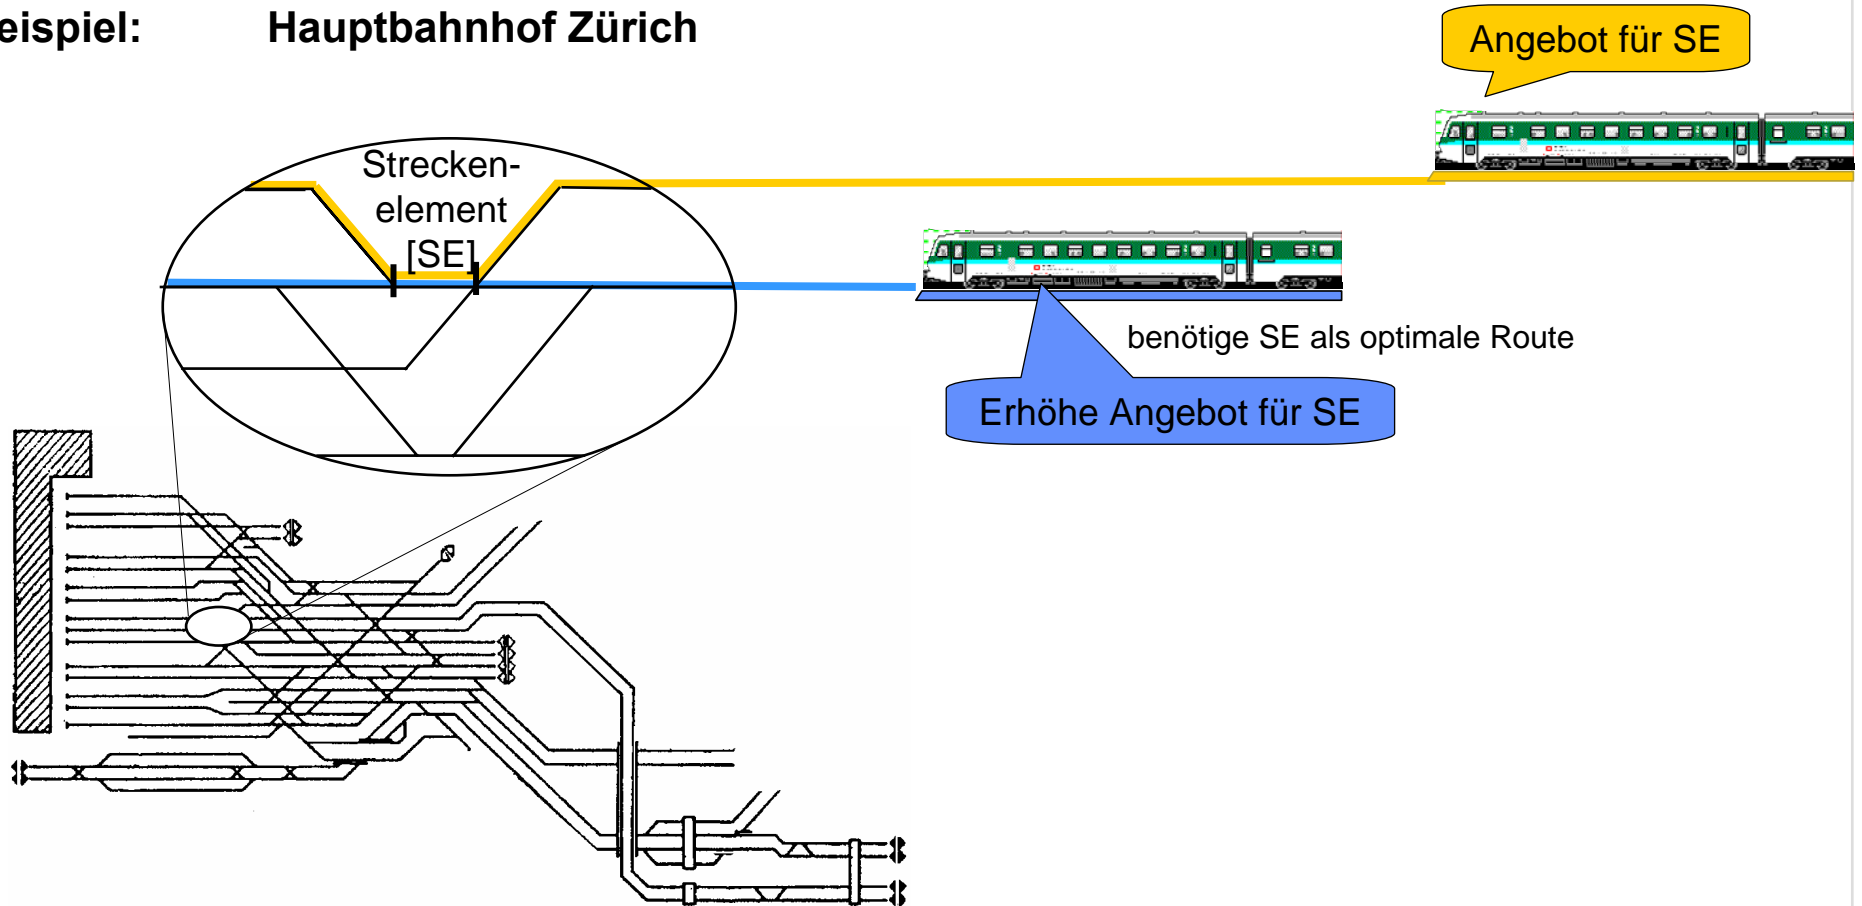 eispiel: Hauptbahnhof Zürich
Angebot für SE
Strecken-
element
[SE]
benötige SE als optimale Route
Erhöhe Angebot für SE